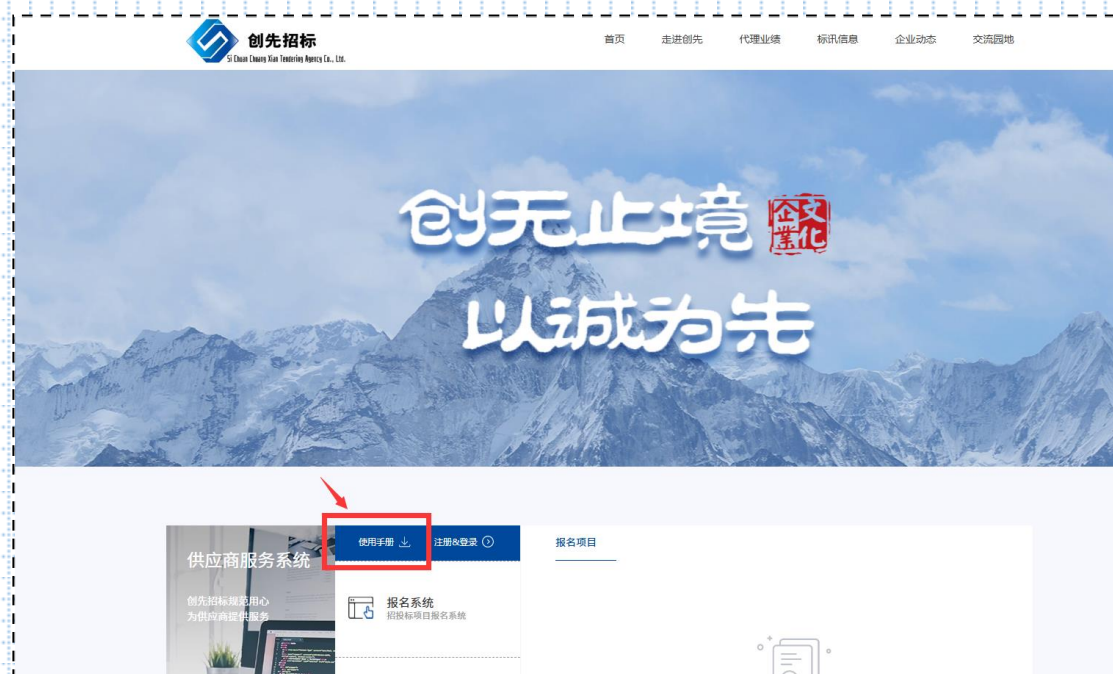 创先招标
Si Chuan Chuang Xian Tendering Agency Co., Ltd.
首页 走进创先 代理业绩 标讯信息 企业动态 交流园地
创无止境
企业文化
以诚为先
供应商服务系统
创先招标规范用心
为供应商提供服务
使用手册 注册&登录
报名系统
招投标项目报名系统
报名项目